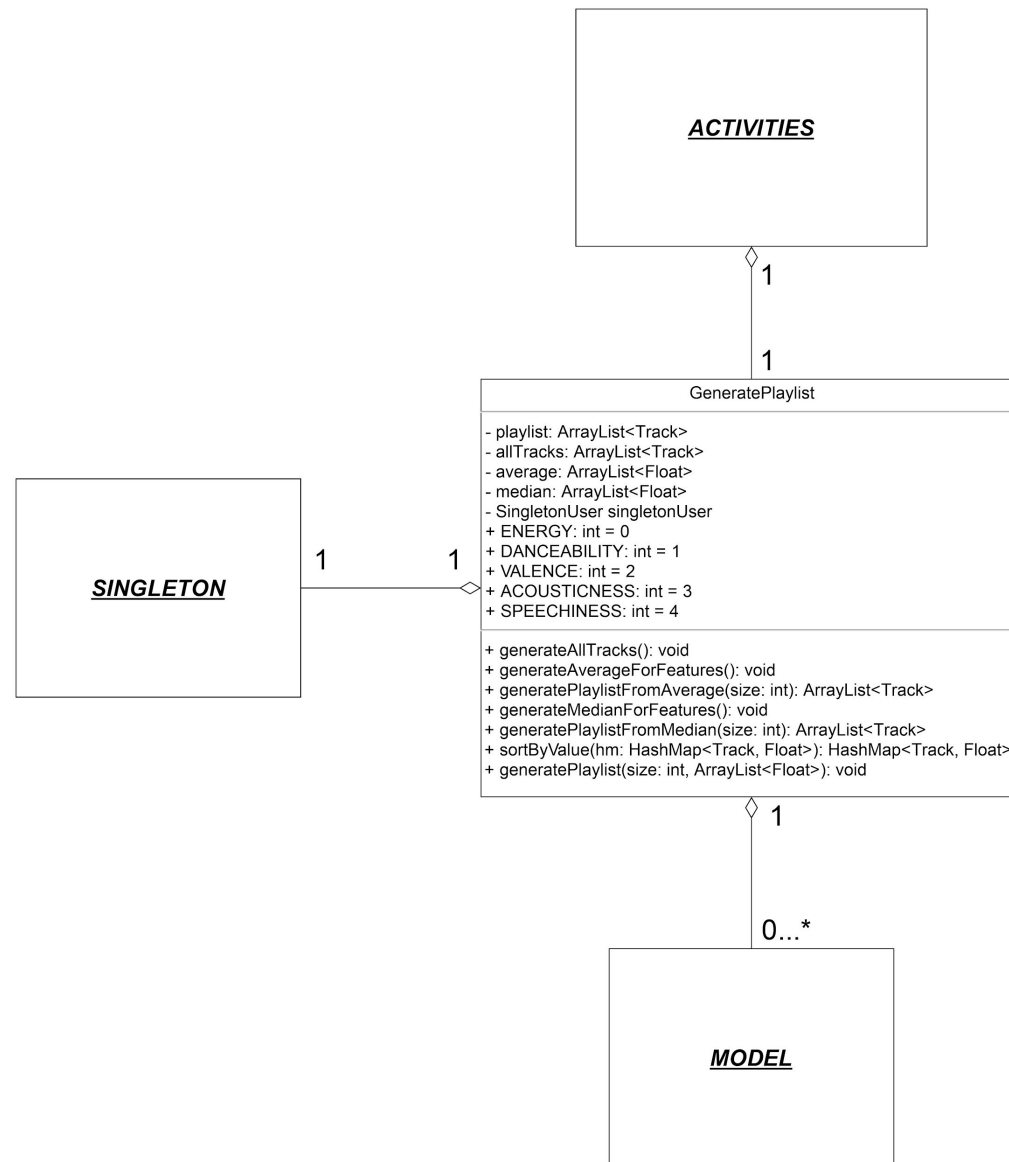 ACTIVITIES
1
1
GeneratePlaylist
- playlist: ArrayList<Track>
- allTracks: ArrayList<Track>
- average: ArrayList<Float>
- median: ArrayList<Float>
- SingletonUser singletonUser
+ ENERGY: int = 0
+ DANCEABILITY: int = 1
+ VALENCE: int = 2
+ ACOUSTICNESS: int = 3
+ SPEECHINESS: int = 4
1
1
SINGLETON
+ generateAllTracks(): void
+ generateAverageForFeatures(): void
+ generatePlaylistFromAverage(size: int): ArrayList<Track>
+ generateMedianForFeatures(): void
+ generatePlaylistFromMedian(size: int): ArrayList<Track>
+ sortByValue(hm: HashMap<Track, Float>): HashMap<Track, Float>
+ generatePlaylist(size: int, ArrayList<Float>): void
1
0...*
MODEL